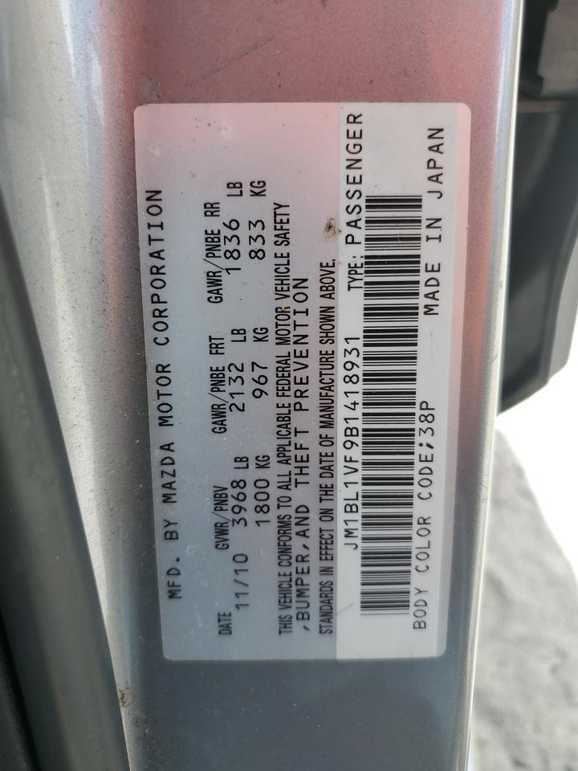 MFD. BY MAZDA MOTOR CORPORATION
DATE GVWR/PNBV GAWR/PNBE FRT GAWR/PNBE RR
11/10 3968 LB 2132 LB 1836 LB
1800 KG 967 KG 833 KG
THIS VEHICLE CONFORMS TO ALL APPLICABLE FEDERAL MOTOR VEHICLE SAFETY
,BUMPER,AND THEFT PREVENTION
STANDARDS IN EFFECT ON THE DATE OF MANUFACTURE SHOWN ABOVE.
JM1BL1VF9B1418931 TYPE: PASSENGER
BODY COLOR CODE;38P MADE IN JAPAN